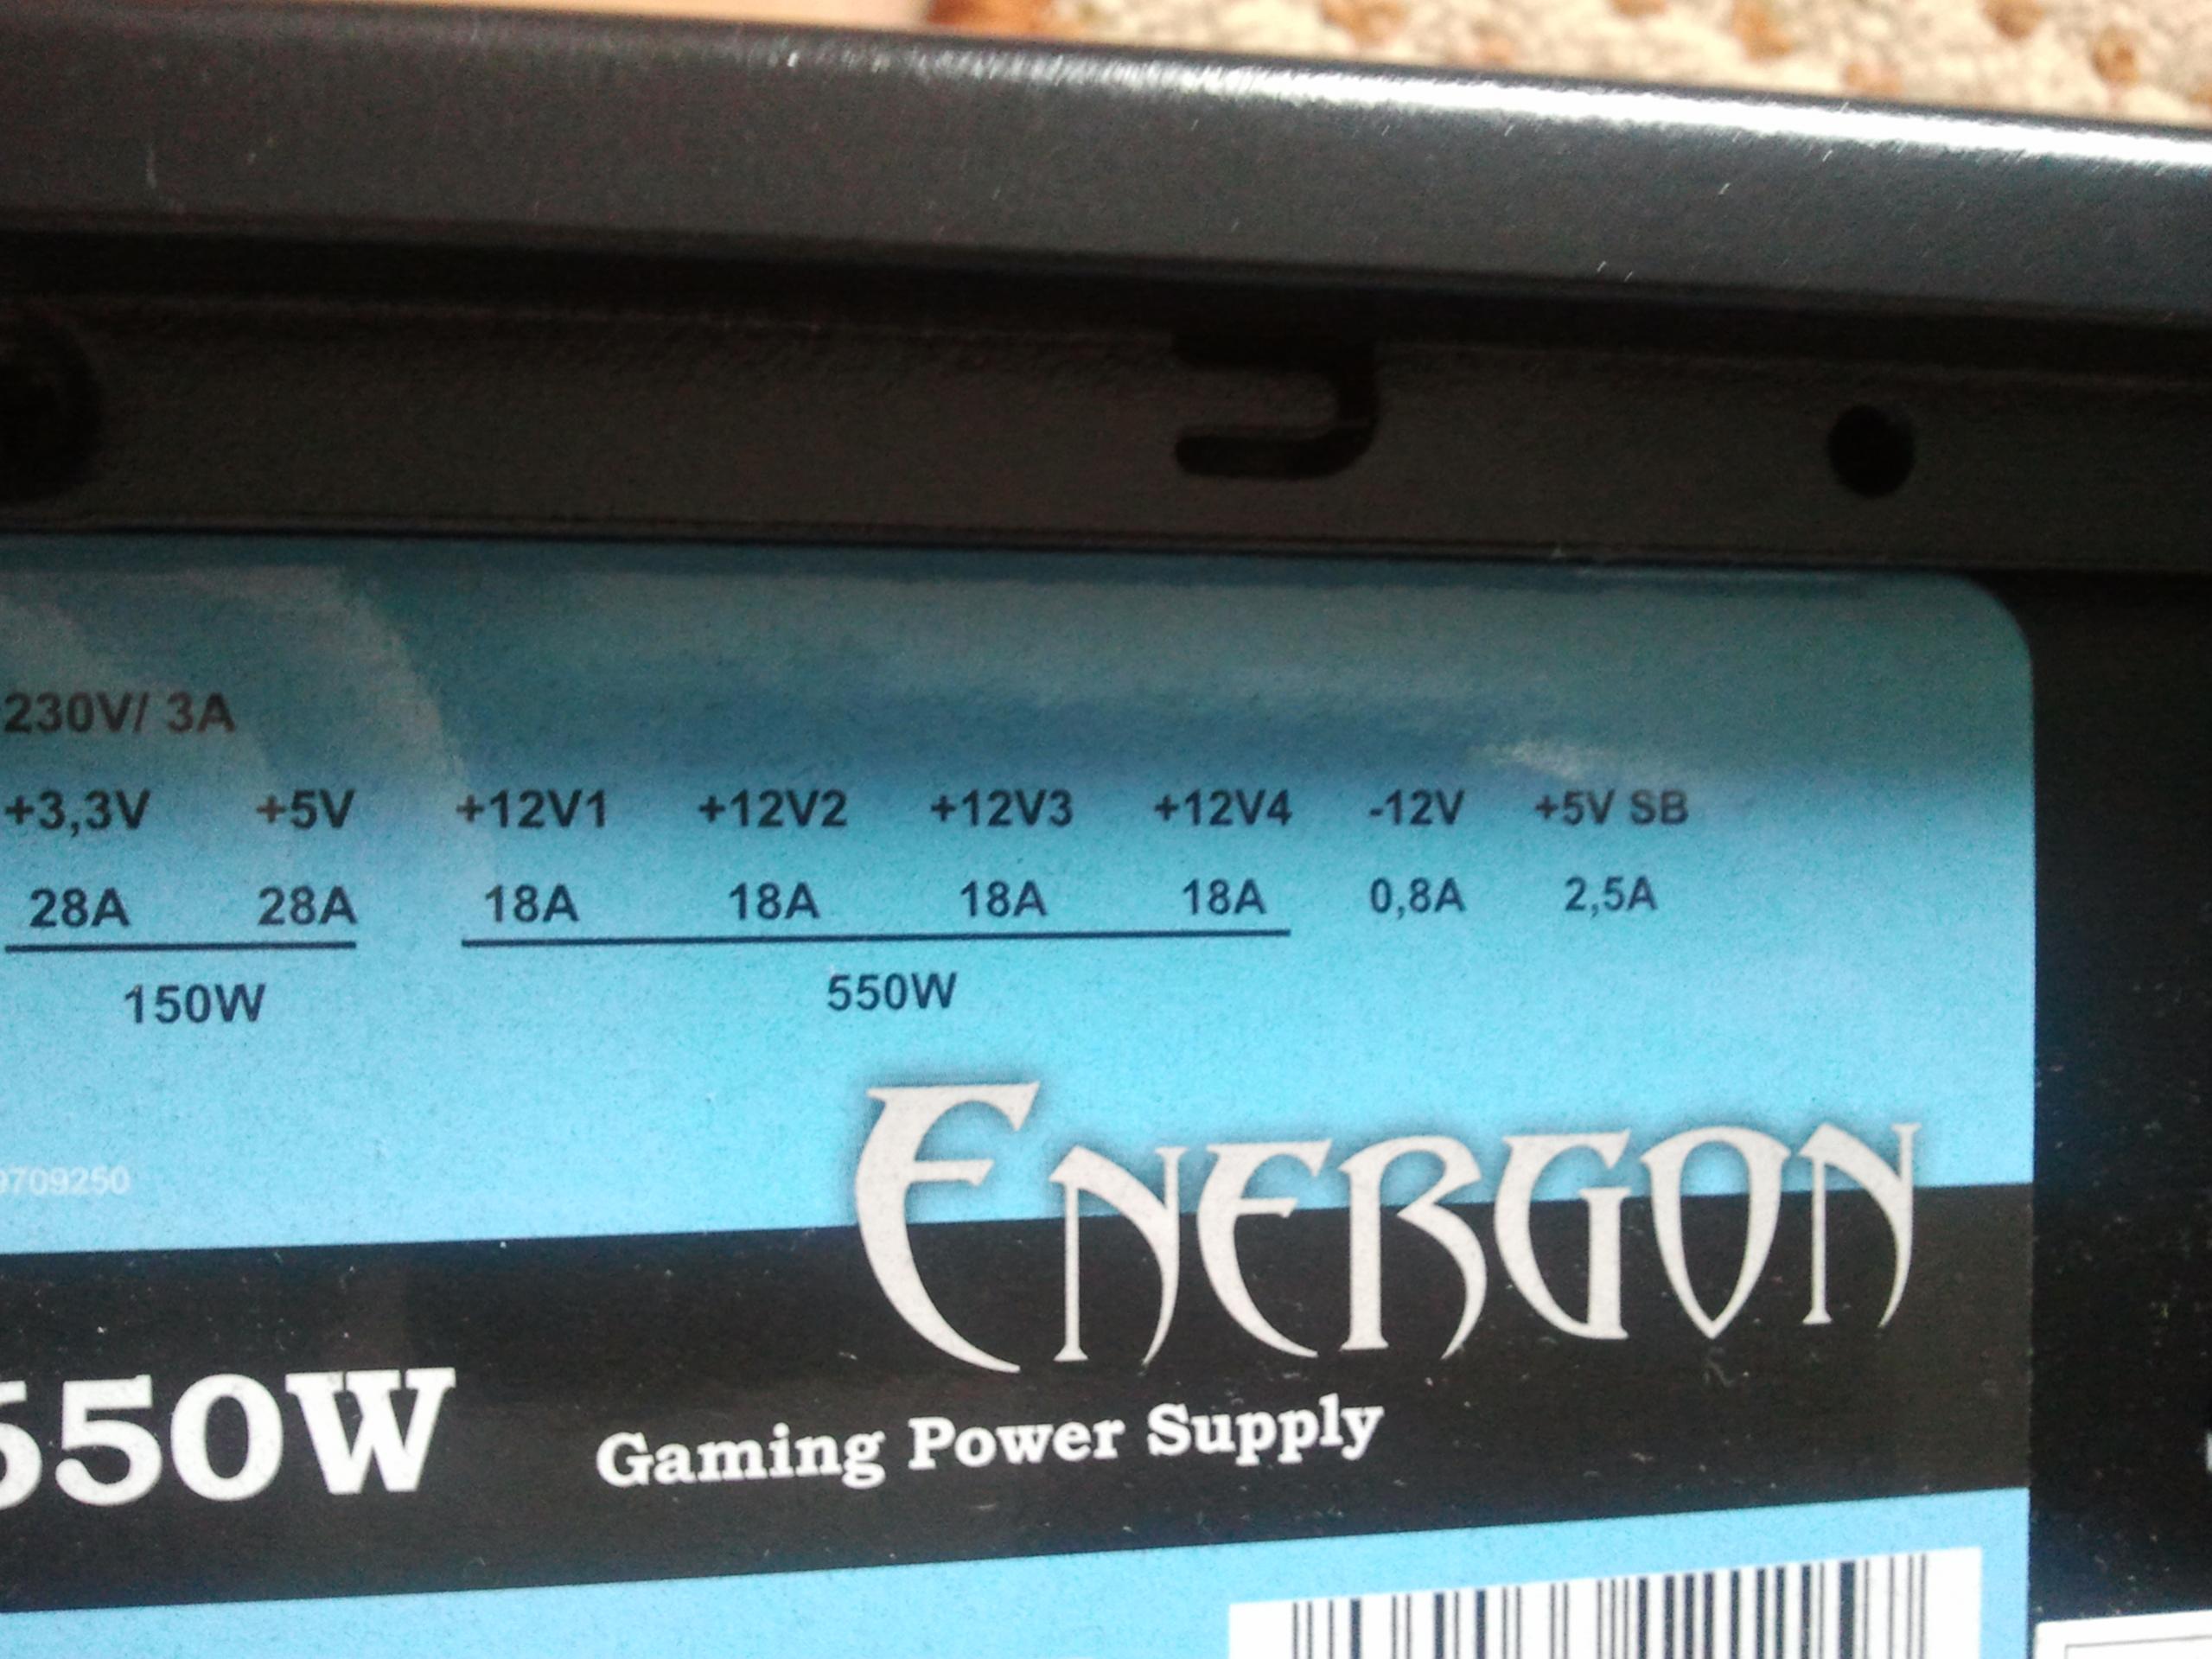 230V/ 3A
+3,3V +5V +12V1 +12V2 +12V3 +12V4 -12V +5V SB
28A 28A 18A 18A 18A 18A 0,8A 2,5A
150W 550W
9709250
ENERGON
650W
Gaming Power Supply